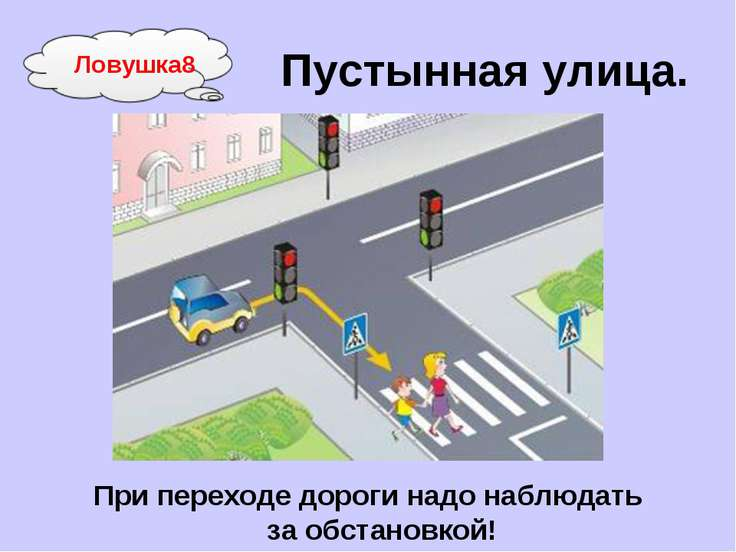 Ловушка8
Пустынная улица.
При переходе дороги надо наблюдать
за обстановкой!